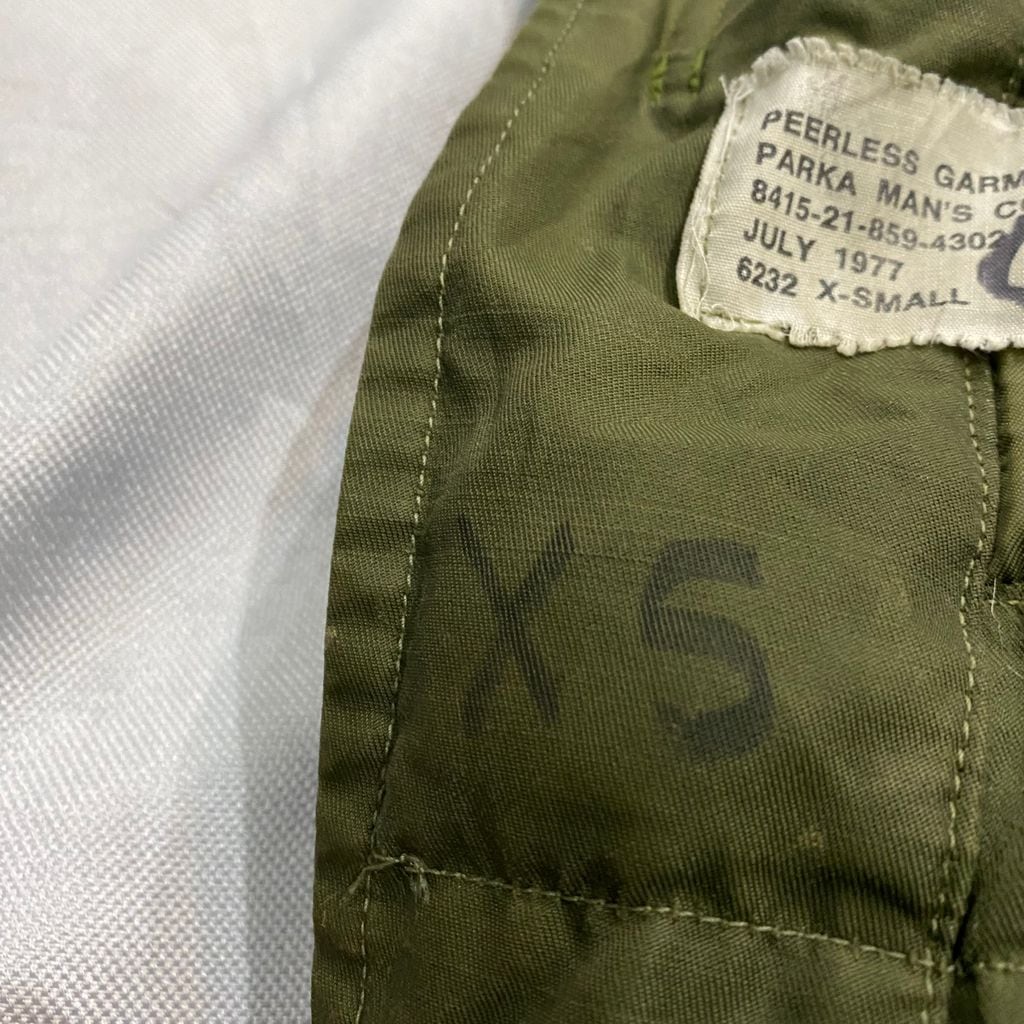 PEERLESS GARM
PARKA MAN'S C
8415-21-859-4302
JULY 1977
6232 X-SMALL
XS